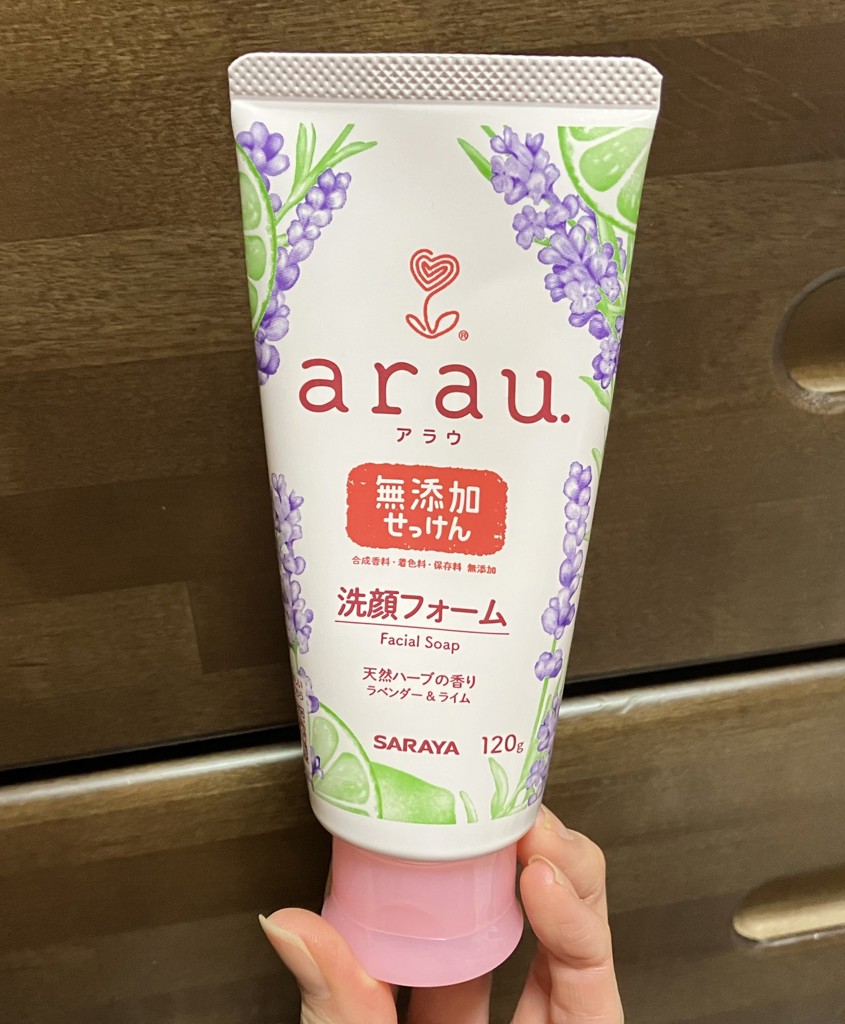 arau.
アラウ
無添加
せっけん
合成香料・着色料・保存料 無添加
洗顔フォーム
Facial Soap
天然ハーブの香り
ラベンダー&ライム
SARAYA 120g